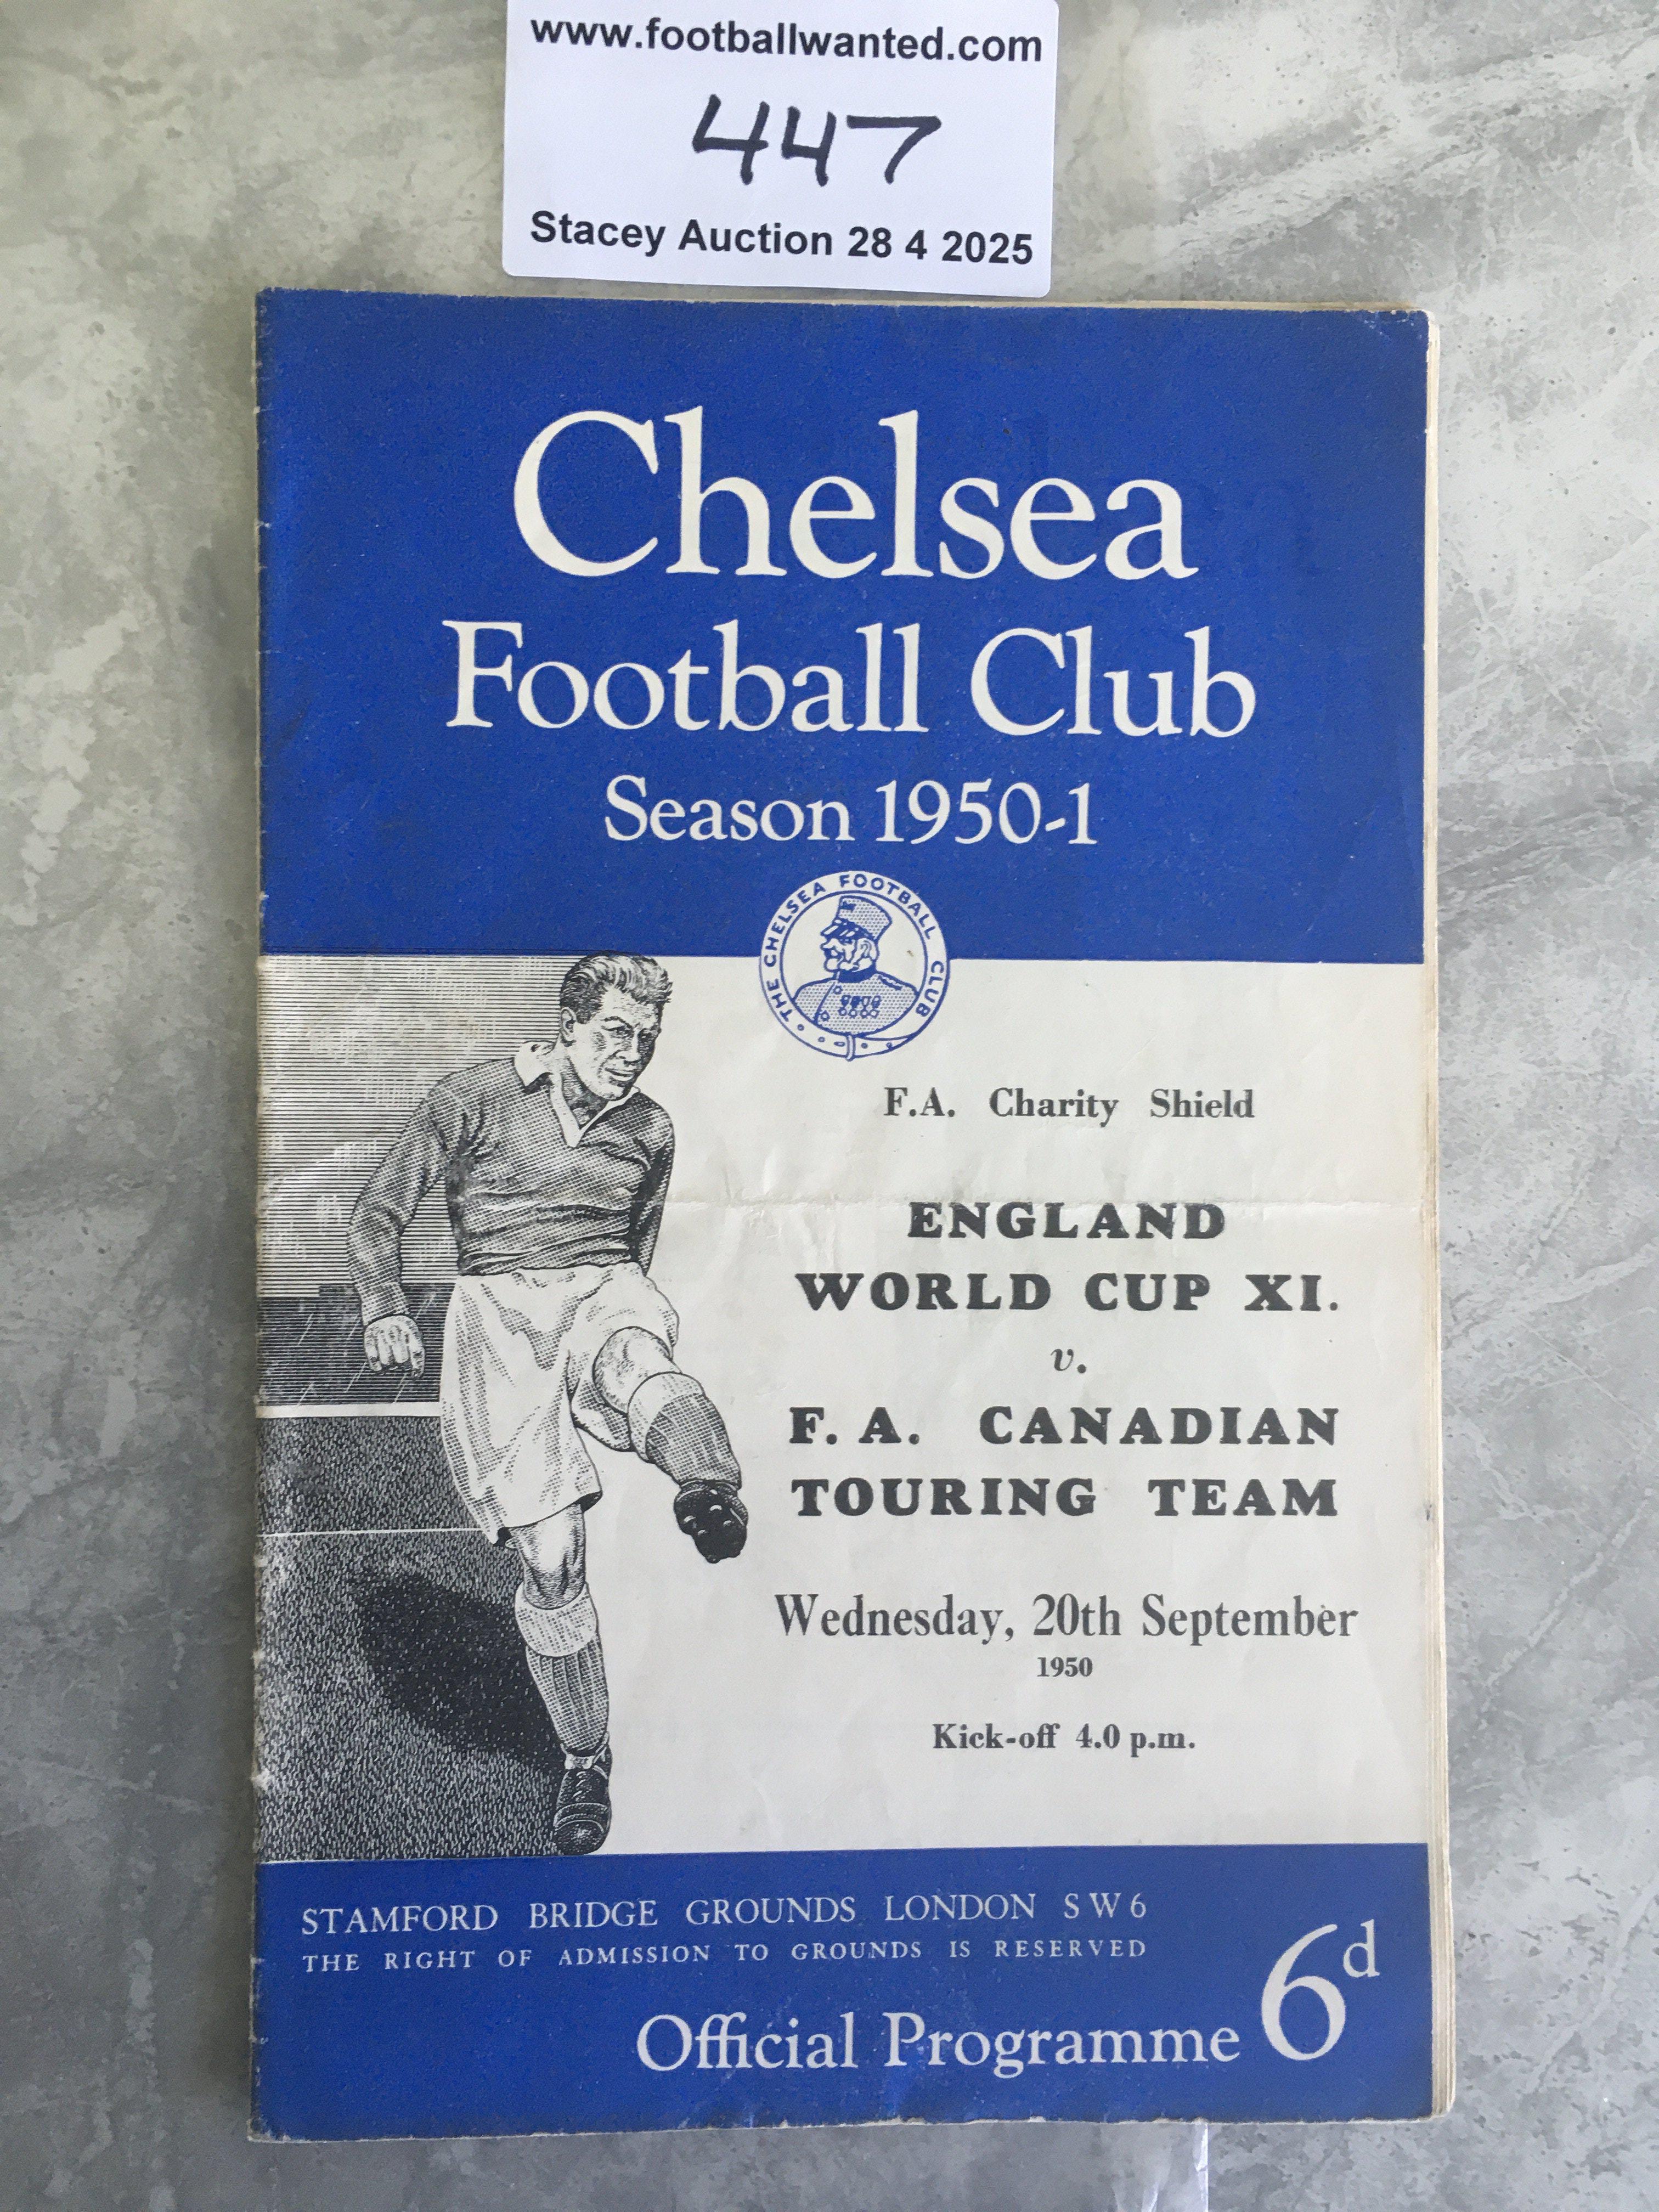 www.footballwanted.com
447
Stacey Auction 28 4 2025
Chelsea
Football Club
Season 1950-1
THE CHELSEA FOOTBALL CLUB
F.A. Charity Shield
ENGLAND
WORLD CUP XI.
v.
F. A. CANADIAN
TOURING TEAM
Wednesday, 20th September
1950
Kick-off 4.0 p.m.
STAMFORD BRIDGE GROUNDS LONDON SW6
THE RIGHT OF ADMISSION TO GROUNDS IS RESERVED
Official Programme 6d